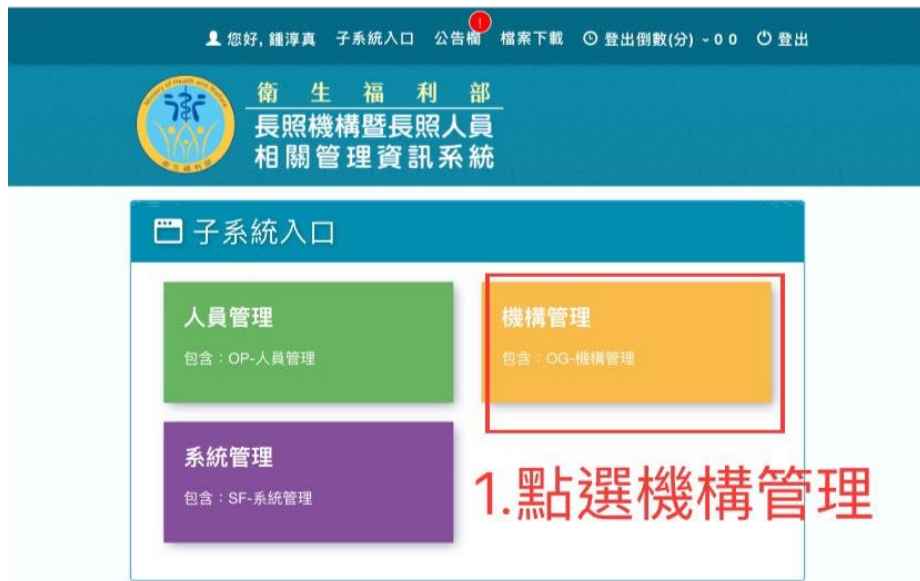 您好, 鍾淳真 子系統入口 公告欄 ! 檔案下載 登出倒數(分) ~ 0 0 登出
衛生福利部
長照機構暨長照人員
相關管理資訊系統
子系統入口
人員管理
包含：OP-人員管理
機構管理
包含：OG-機構管理
系統管理
包含：SF-系統管理
1.點選機構管理